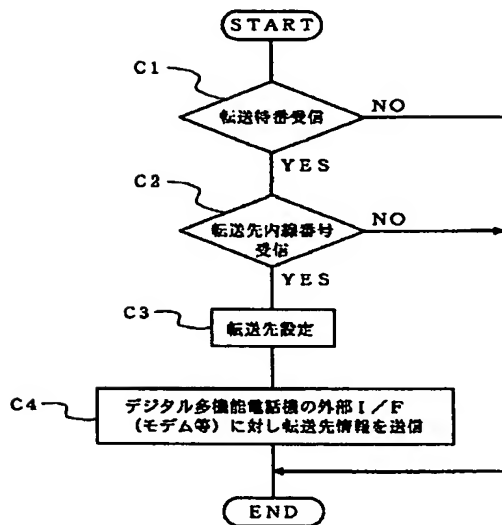 START
C1
転送特番受信
NO
YES
C2
転送先内線番号
受信
NO
YES
C3
転送先設定
C4
デジタル多機能電話機の外部I/F
(モデム等)に対し転送先情報を送信
END